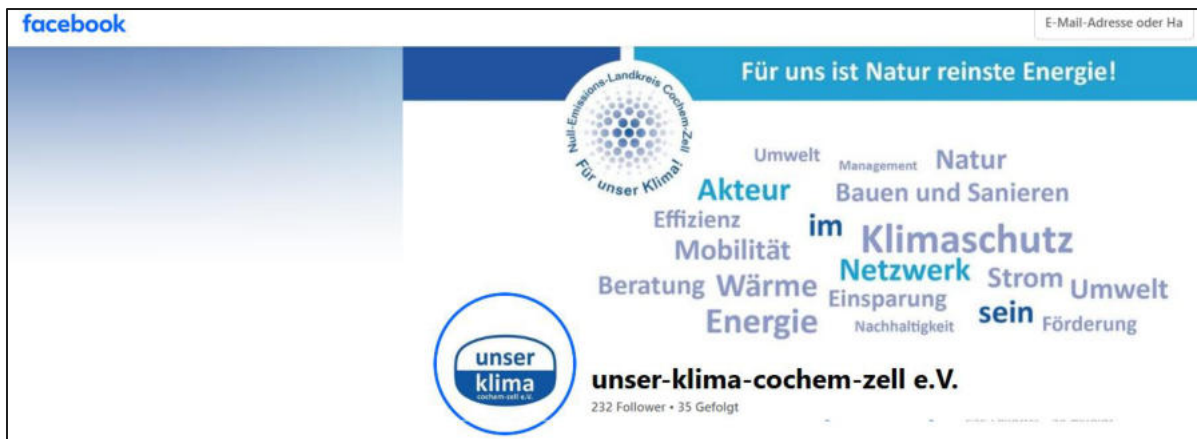 facebook
E-Mail-Adresse oder Ha
Für uns ist Natur reinste Energie!
Null-Emissions-Landkreis Cochem-Zell
Für unser Klima!
Umwelt Management Natur
Akteur Bauen und Sanieren
Effizienz im Klimaschutz
Mobilität
Beratung Wärme Netzwerk Strom Umwelt
Einsparung
Energie Nachhaltigkeit sein Förderung
unser
klima
cochem-zell e.V.
unser-klima-cochem-zell e.V.
232 Follower • 35 Gefolgt